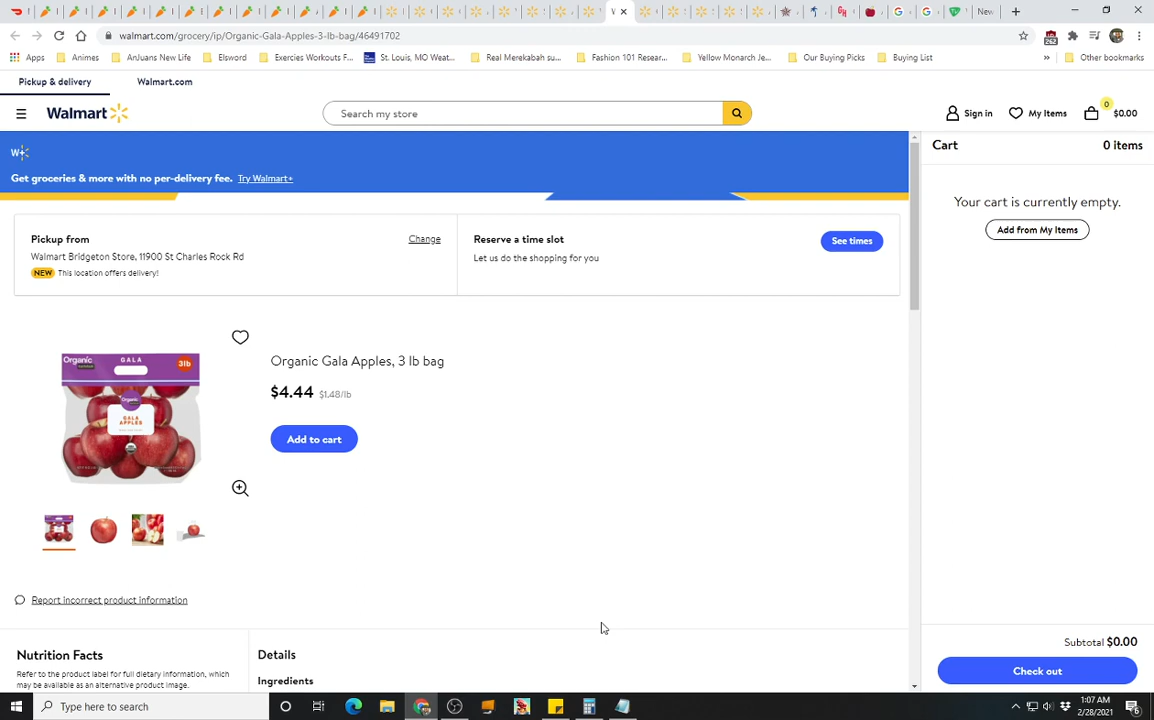 New
walmart.com/grocery/ip/Organic-Gala-Apples-3-lb-bag/46491702
262
Apps Animes AnJuans New Life Elsword Exercies Workouts F... St. Louis, MO Weat... Real Merekabah su... Fashion 101 Resear... Yellow Monarch Je... Our Buying Picks Buying List » Other bookmarks
Pickup & delivery Walmart.com
Walmart Search my store Sign in My Items 0 $0.00
W+
Get groceries & more with no per-delivery fee. Try Walmart+
Cart 0 items
Your cart is currently empty.
Add from My Items
Pickup from Change
Walmart Bridgeton Store, 11900 St Charles Rock Rd
NEW This location offers delivery!
Reserve a time slot See times
Let us do the shopping for you
Organic GALA 3lb
Organic
GALA
APPLES
Organic Gala Apples, 3 lb bag
$4.44 $1.48/lb
Add to cart
Report incorrect product information
Nutrition Facts
Refer to the product label for full dietary information, which
may be available as an alternative product image.
Details
Ingredients
Subtotal $0.00
Check out
Type here to search
1:07 AM
2/28/2021
6